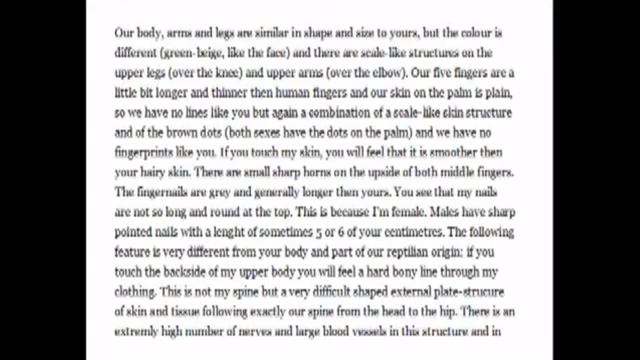 Our body, arms and legs are similar in shape and size to yours, but the colour is
different (green-beige, like the face) and there are scale-like structures on the
upper legs (over the knee) and upper arms (over the elbow). Our five fingers are a
little bit longer and thinner then human fingers and our skin on the palm is plain,
so we have no lines like you but again a combination of a scale-like skin structure
and of the brown dots (both sexes have the dots on the palm) and we have no
fingerprints like you. If you touch my skin, you will feel that it is smoother then
your hairy skin. There are small sharp horns on the upside of both middle fingers.
The fingernails are grey and generally longer then yours. You see that my nails
are not so long and round at the top. This is because I'm female. Males have sharp
pointed nails with a lenght of sometimes 5 or 6 of your centimetres. The following
feature is very different from your body and part of our reptilian origin: if you
touch the backside of my upper body you will feel a hard bony line through my
clothing. This is not my spine but a very difficult shaped external plate-strucure
of skin and tissue following exactly our spine from the head to the hip. There is an
extremly high number of nerves and large blood vessels in this structure and in